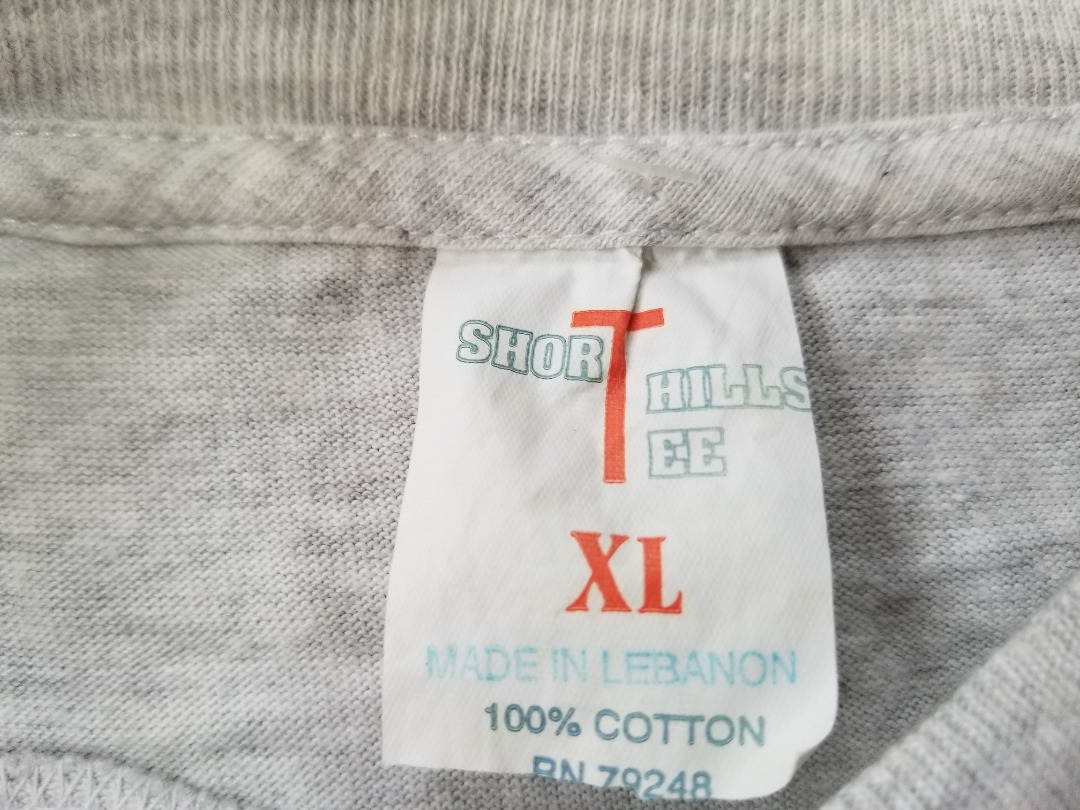 SHORT HILLS
TEE
XL
MADE IN LEBANON
100% COTTON
RN 79248